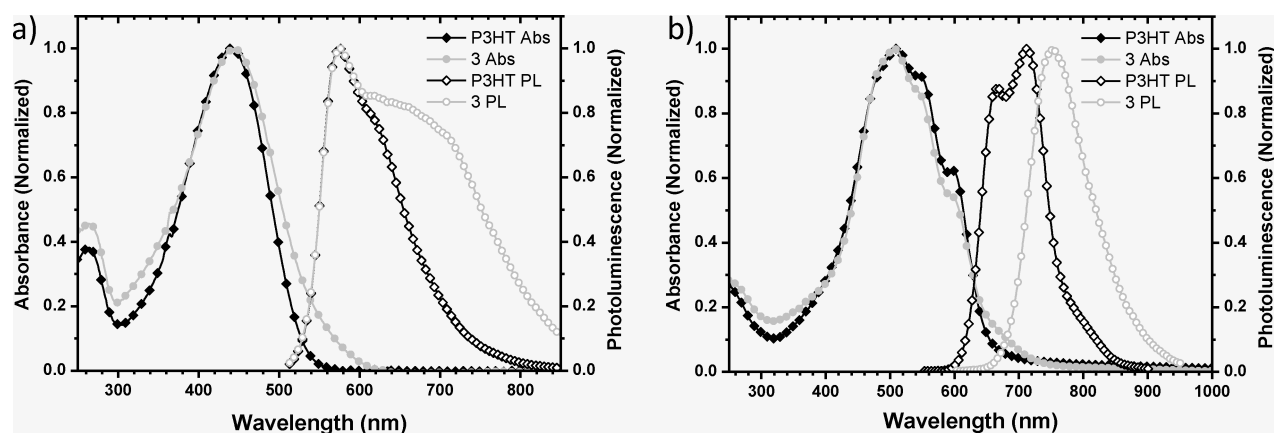 a)
P3HT Abs
3 Abs
P3HT PL
3 PL
Absorbance (Normalized)
1.0
0.8
0.6
0.4
0.2
0.0
300 400 500 600 700 800
Wavelength (nm)
1.0
0.8
0.6
0.4
0.2
0.0
Photoluminescence (Normalized)
b)
P3HT Abs
3 Abs
P3HT PL
3 PL
Absorbance (Normalized)
1.0
0.8
0.6
0.4
0.2
0.0
300 400 500 600 700 800 900 1000
Wavelength (nm)
1.0
0.8
0.6
0.4
0.2
0.0
Photoluminescence (Normalized)